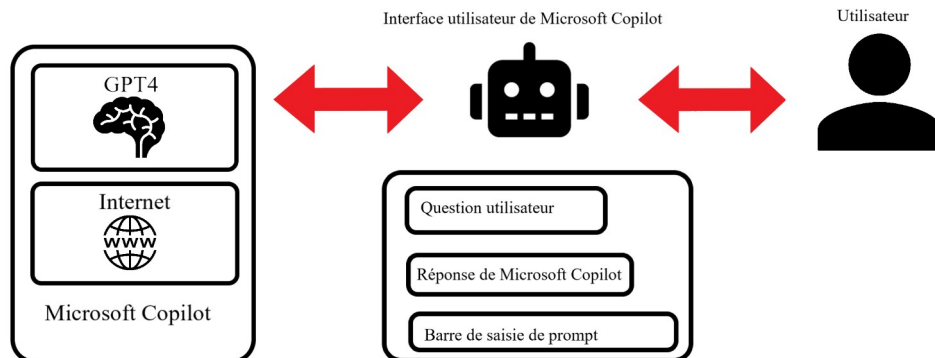 Interface utilisateur de Microsoft Copilot
Utilisateur
GPT4
Internet
www
Microsoft Copilot
Question utilisateur
Réponse de Microsoft Copilot
Barre de saisie de prompt